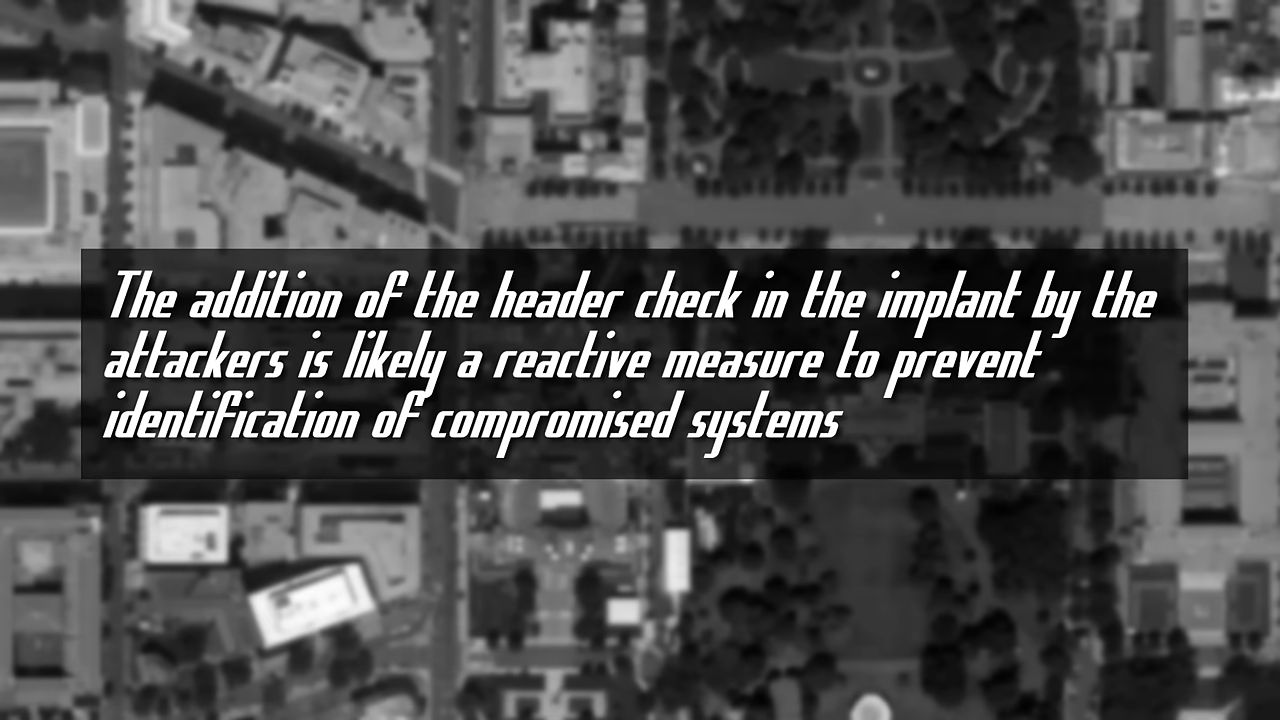 The addition of the header check in the implant by the
attackers is likely a reactive measure to prevent
identification of compromised systems